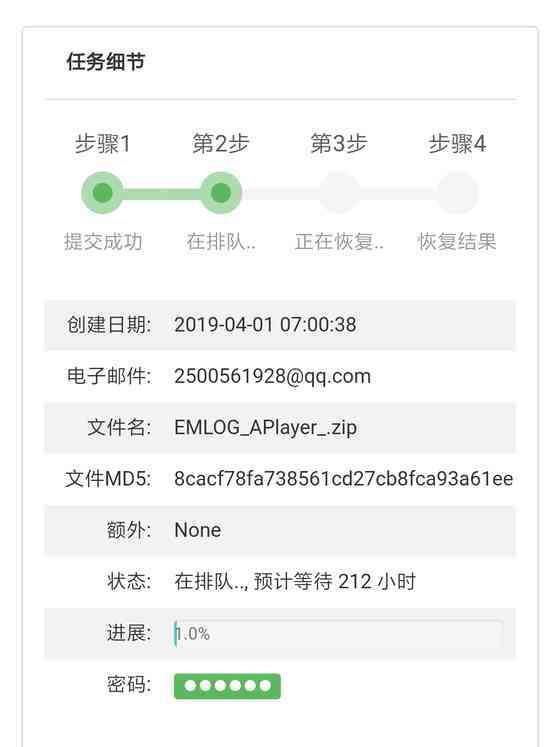 任务细节
步骤1 第2步 第3步 步骤4
提交成功 在排队.. 正在恢复.. 恢复结果
创建日期: 2019-04-01 07:00:38
电子邮件: 2500561928@qq.com
文件名: EMLOG_APlayer_.zip
文件MD5: 8cacf78fa738561cd27cb8fca93a61ee
额外: None
状态: 在排队.., 预计等待 212 小时
进展: 1.0%
密码: ●●●●●●